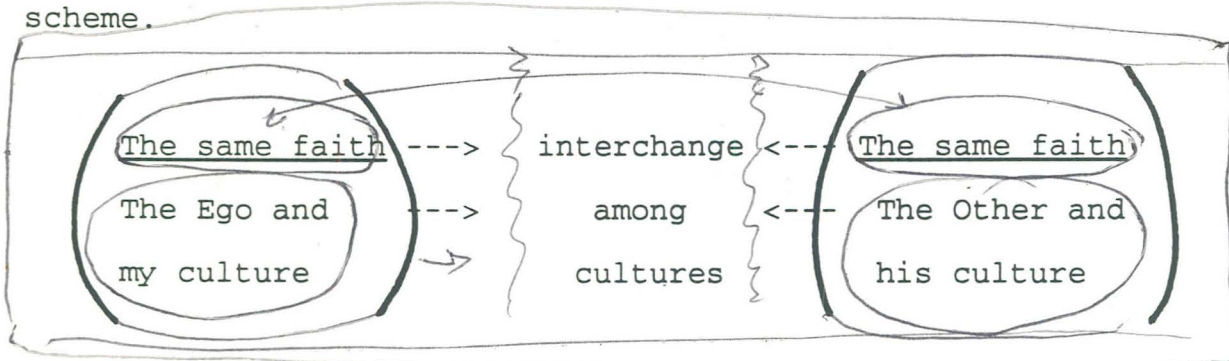 scheme.
The same faith ---> interchange <--- The same faith
The Ego and ---> among <--- The Other and
my culture cultures his culture